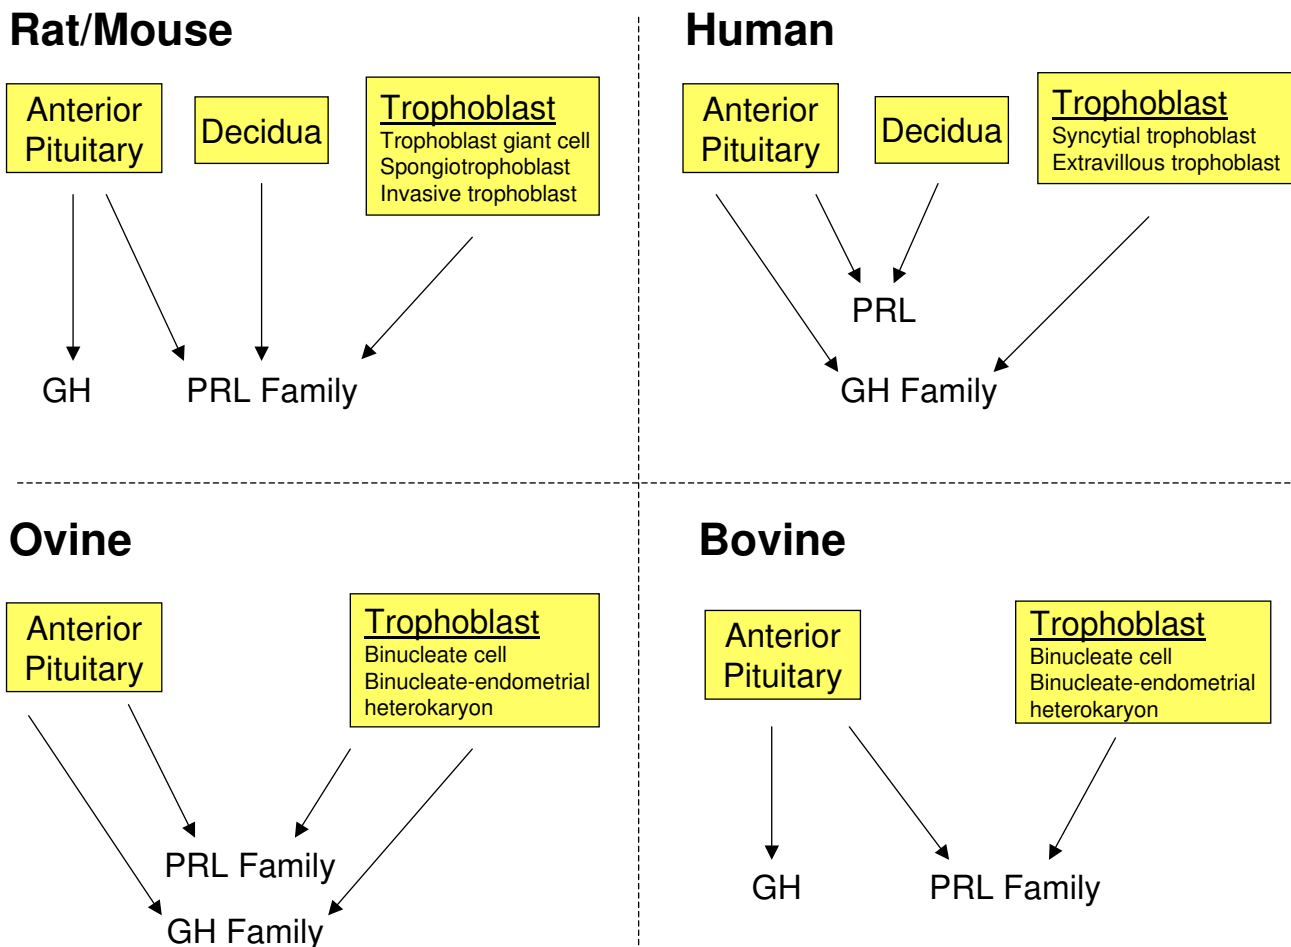 Rat/Mouse
Anterior
Pituitary
Decidua
Trophoblast
Trophoblast giant cell
Spongiotrophoblast
Invasive trophoblast
GH
PRL Family
Human
Anterior
Pituitary
Decidua
Trophoblast
Syncytial trophoblast
Extravillous trophoblast
PRL
GH Family
Ovine
Anterior
Pituitary
Trophoblast
Binucleate cell
Binucleate-endometrial
heterokaryon
PRL Family
GH Family
Bovine
Anterior
Pituitary
Trophoblast
Binucleate cell
Binucleate-endometrial
heterokaryon
GH
PRL Family